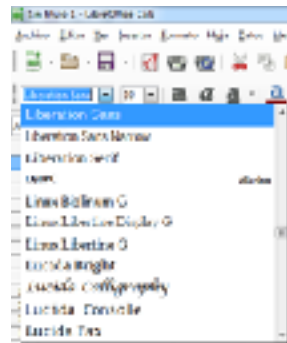 Sin título 1 - LibreOffice Calc
Archivo Editar Ver Insertar Formato Hoja Datos
Liberation Sans 10
Liberation Sans
Liberation Sans Narrow
Liberation Serif
Linux Biolinum G
Linux Libertine Display G
Linux Libertine G
Lucida Bright
Lucida Calligraphy
Lucida Console
Lucida Fax